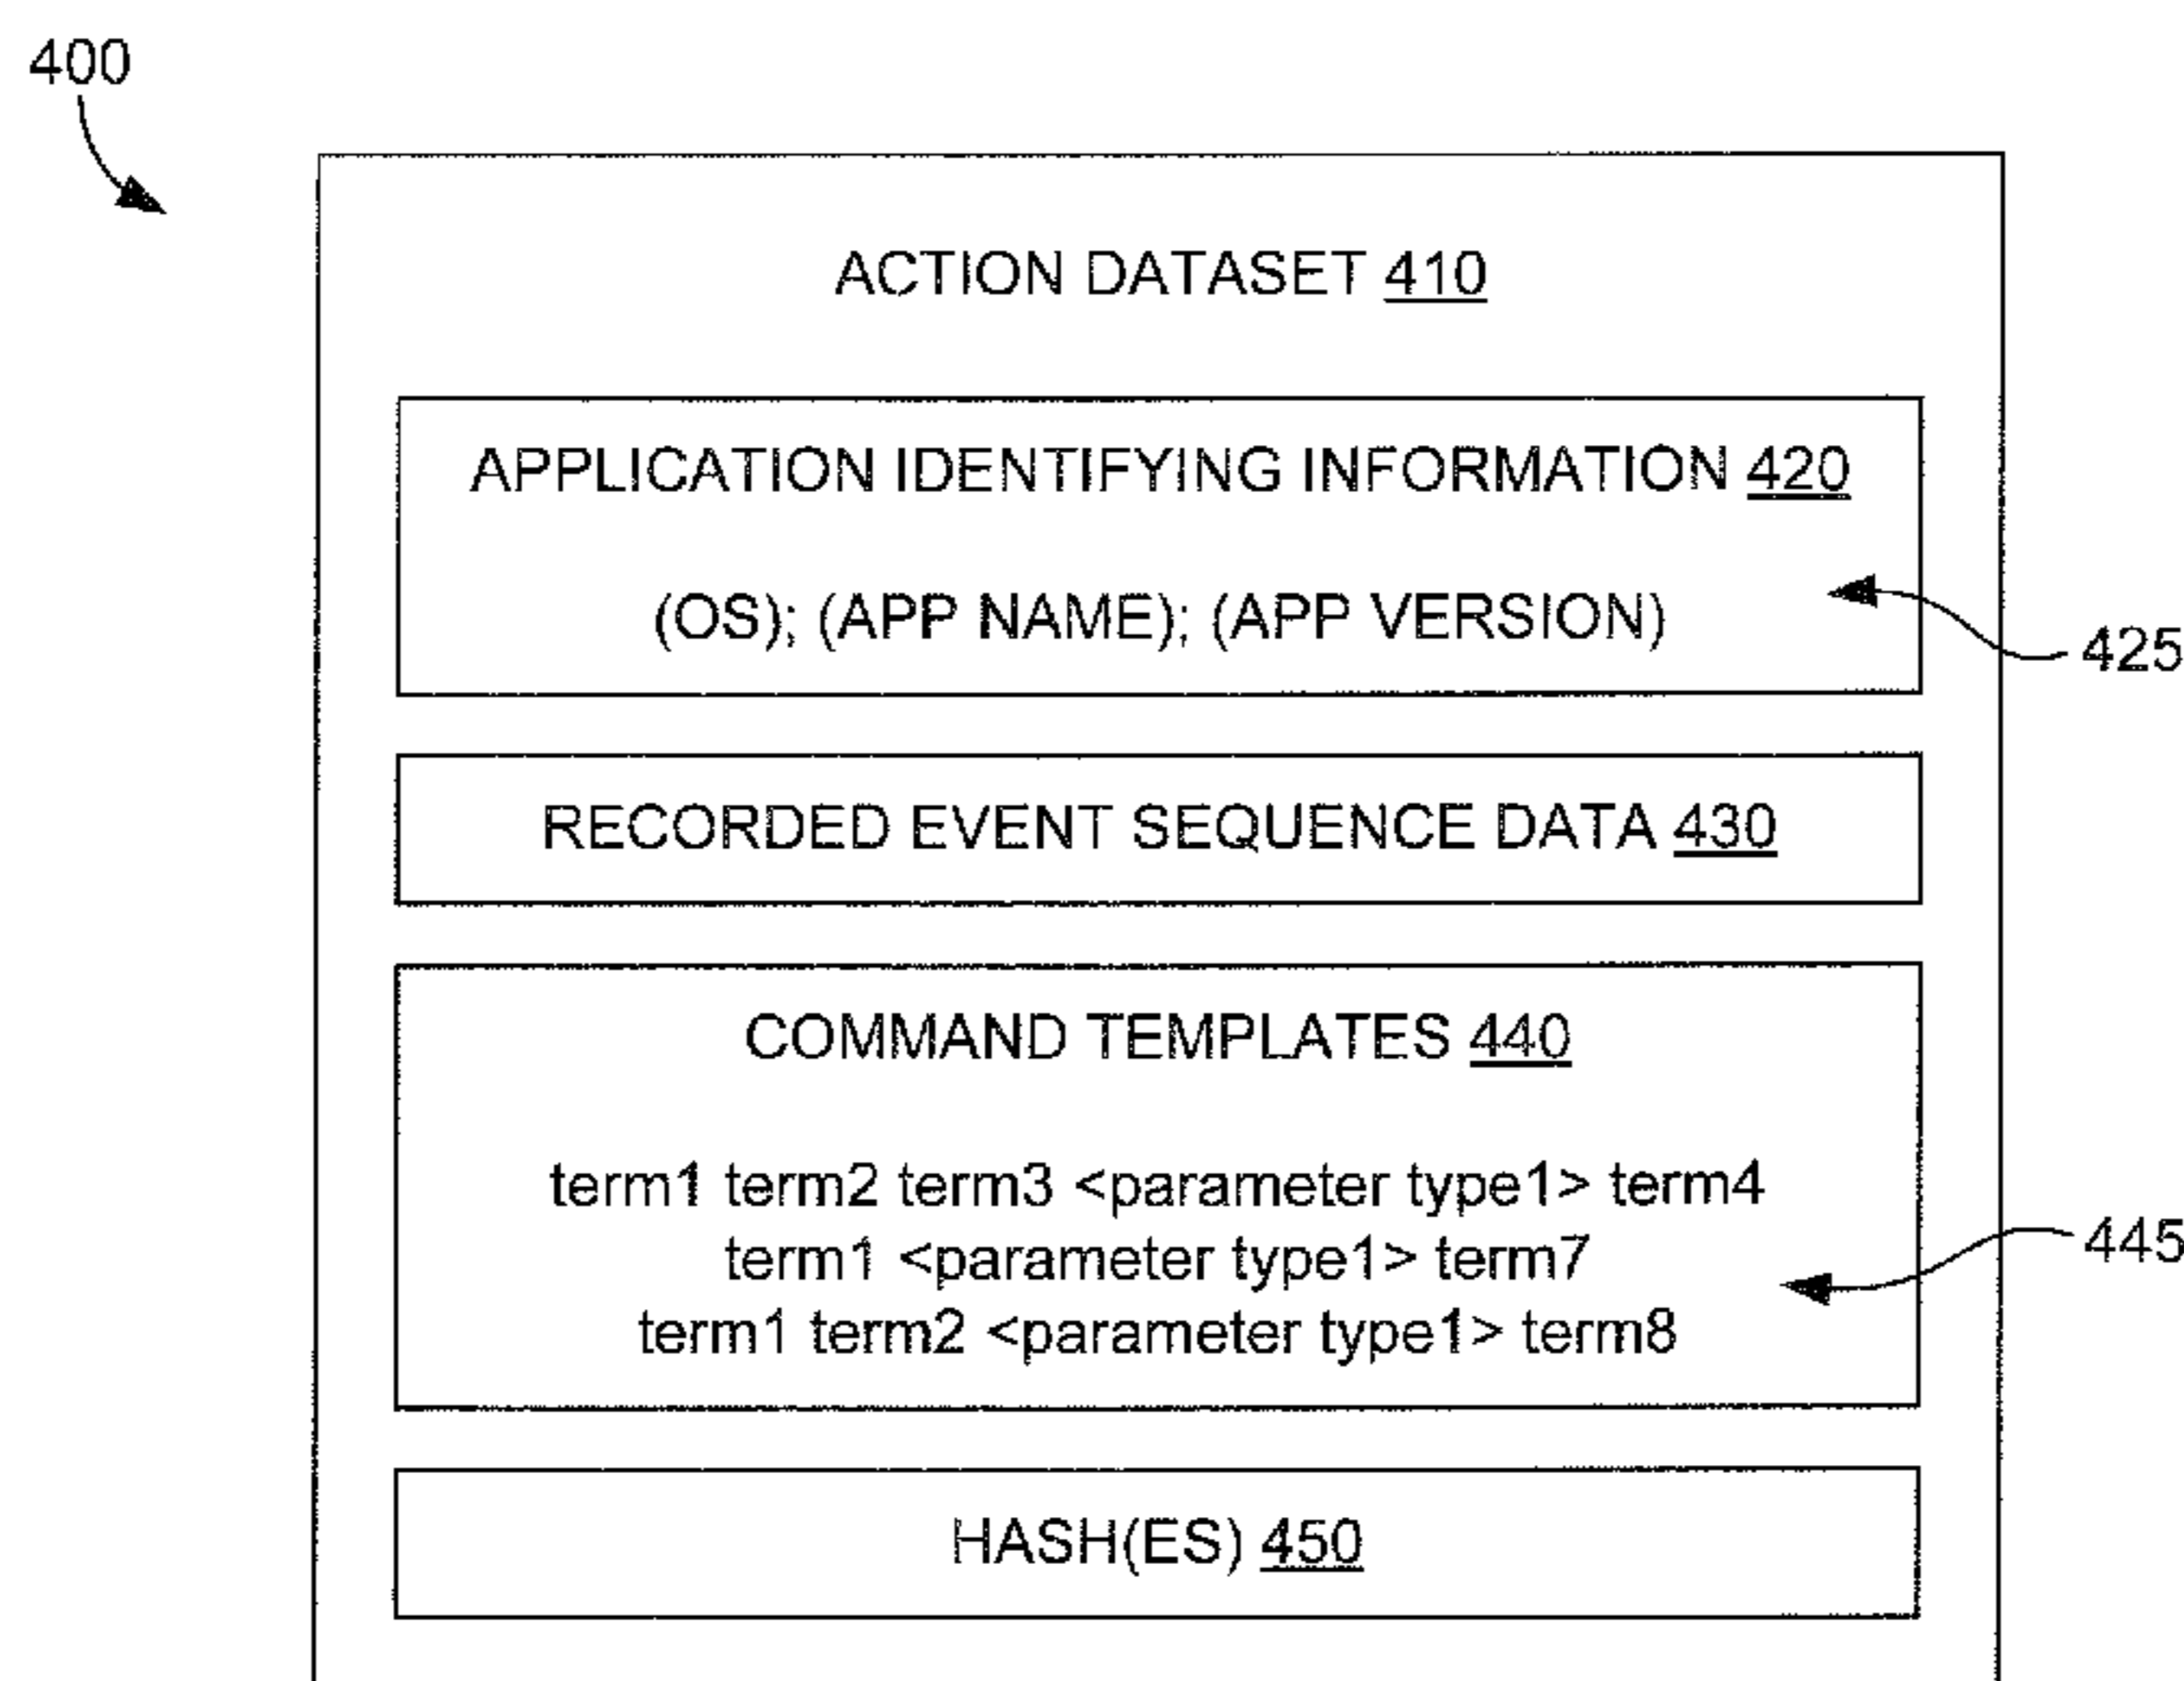 400
ACTION DATASET 410
APPLICATION IDENTIFYING INFORMATION 420
(OS); (APP NAME); (APP VERSION)
425
RECORDED EVENT SEQUENCE DATA 430
COMMAND TEMPLATES 440
term1 term2 term3 <parameter type1> term4
term1 <parameter type1> term7
term1 term2 <parameter type1> term8
445
HASH(ES) 450